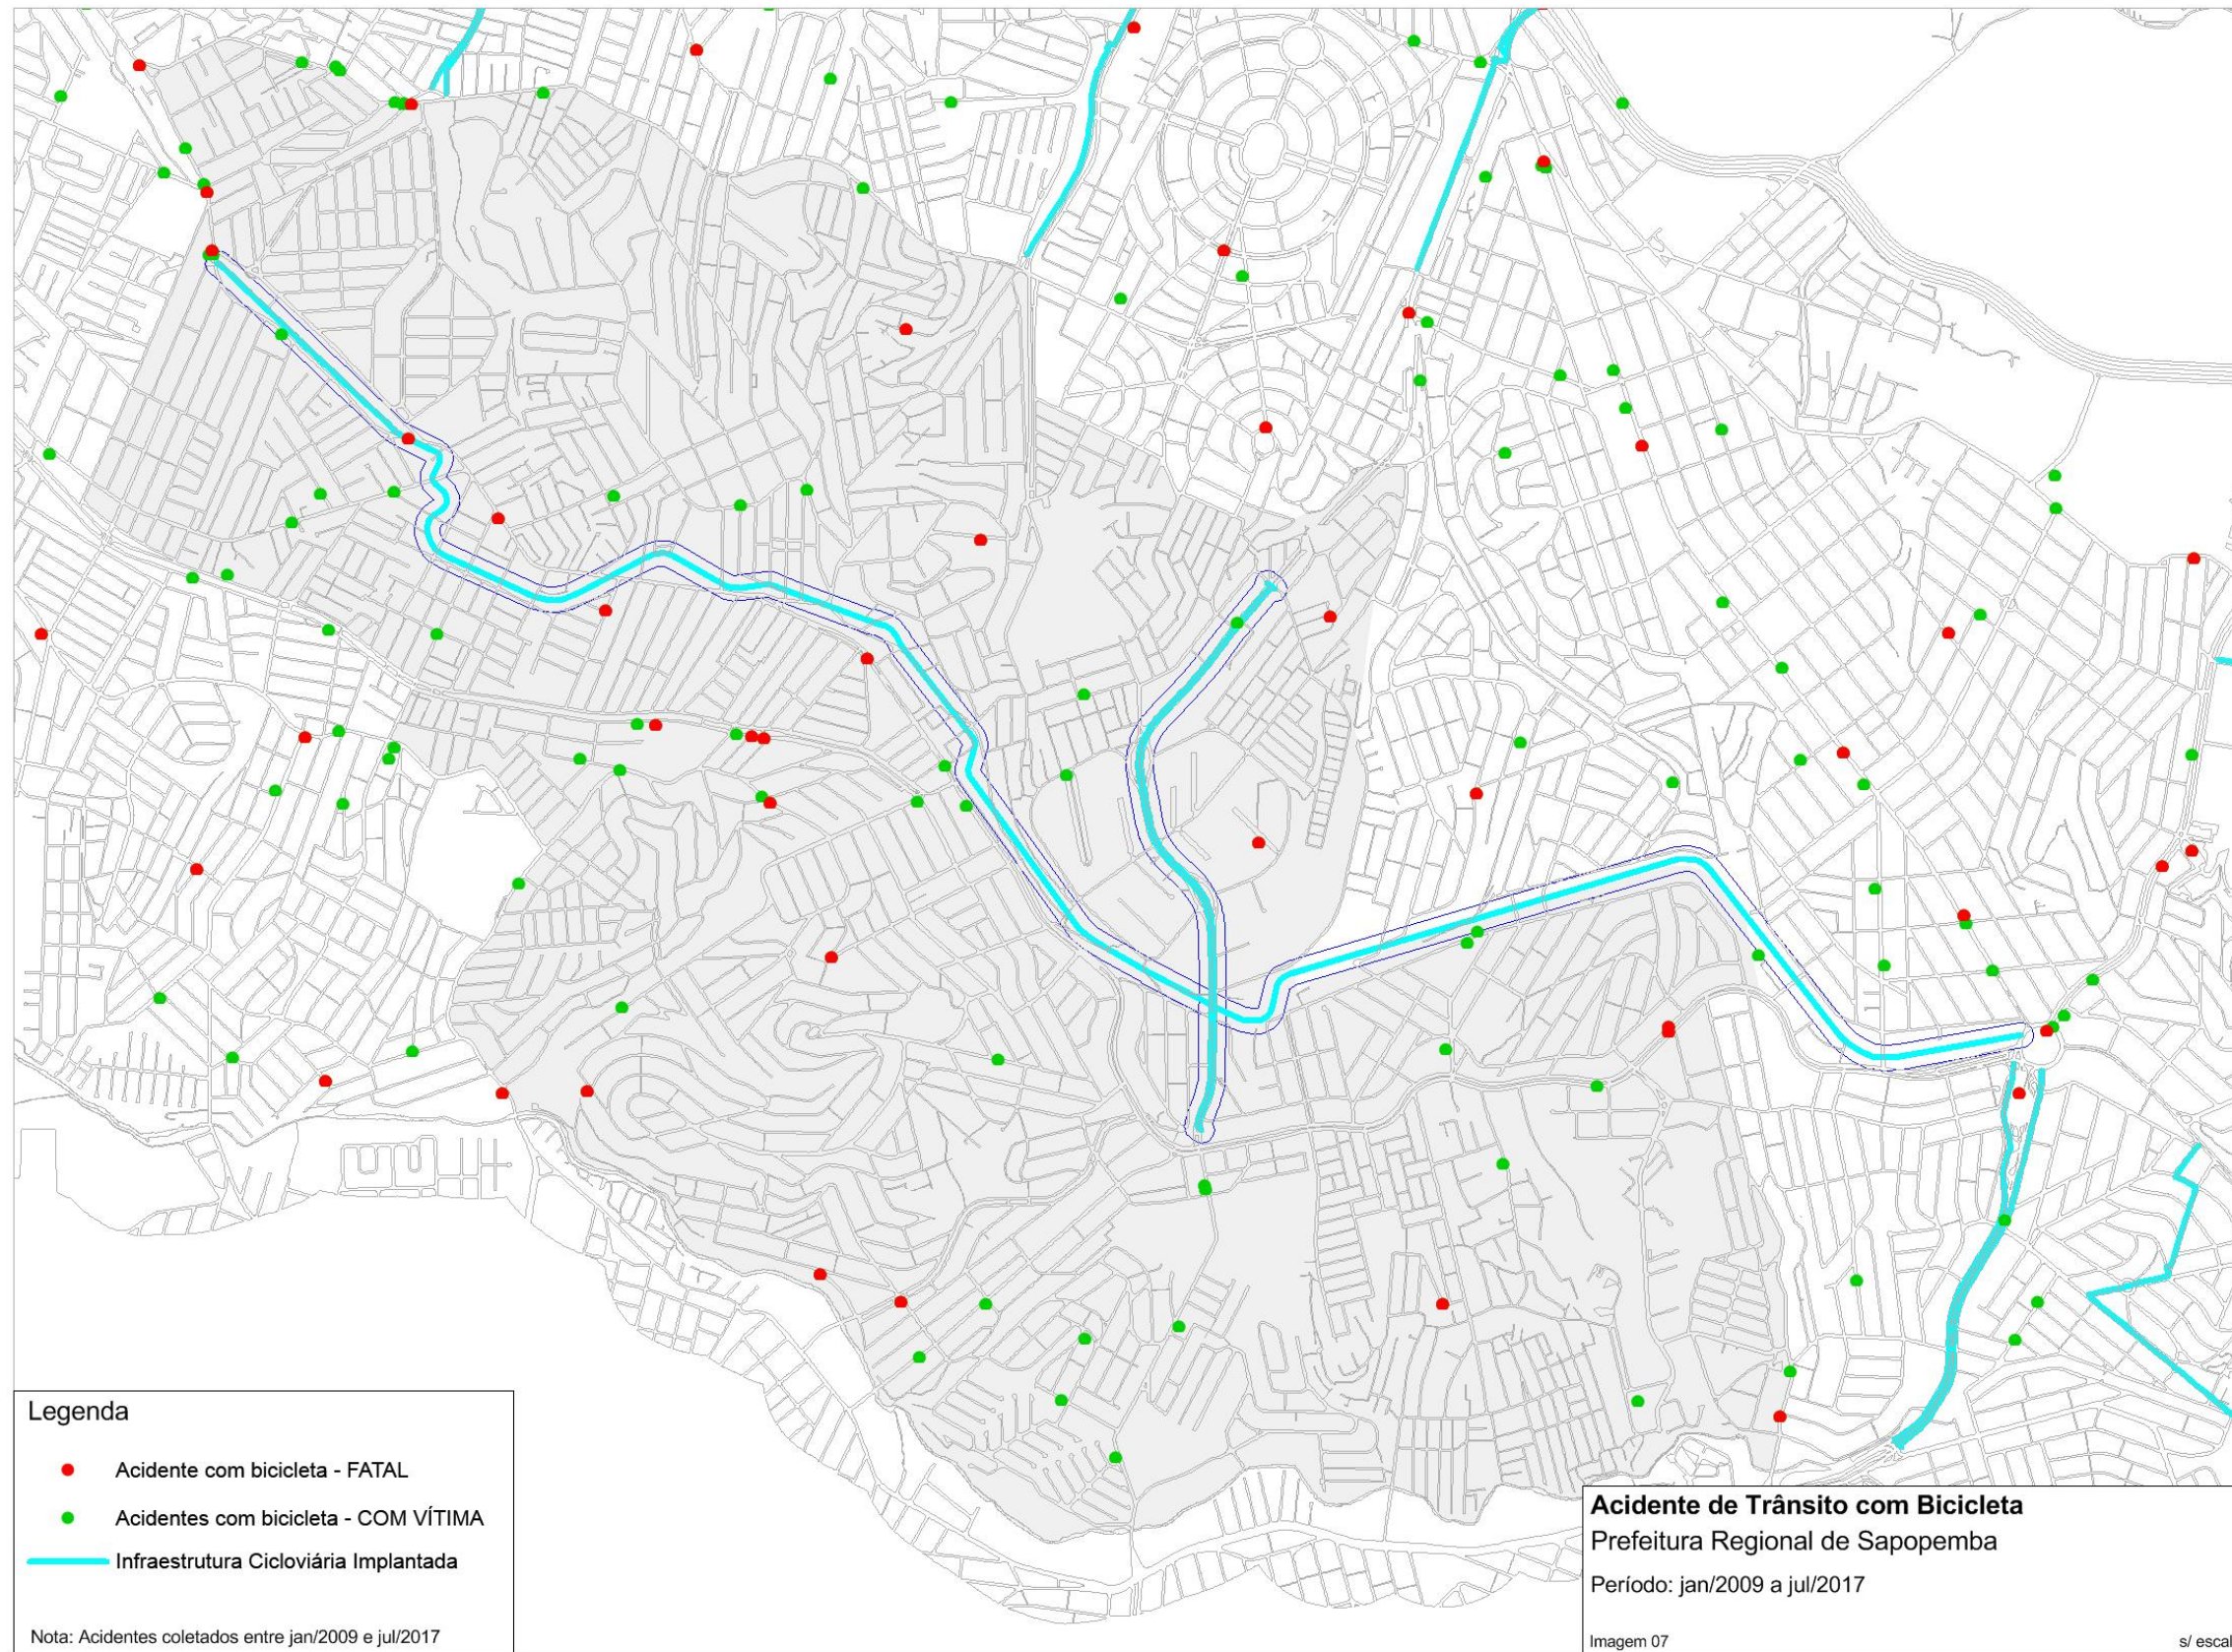 Legenda
Acidente com bicicleta - FATAL
Acidentes com bicicleta - COM VÍTIMA
Infraestrutura Cicloviária Implantada
Nota: Acidentes coletados entre jan/2009 e jul/2017
Acidente de Trânsito com Bicicleta
Prefeitura Regional de Sapopemba
Período: jan/2009 a jul/2017
Imagem 07
s/ escal